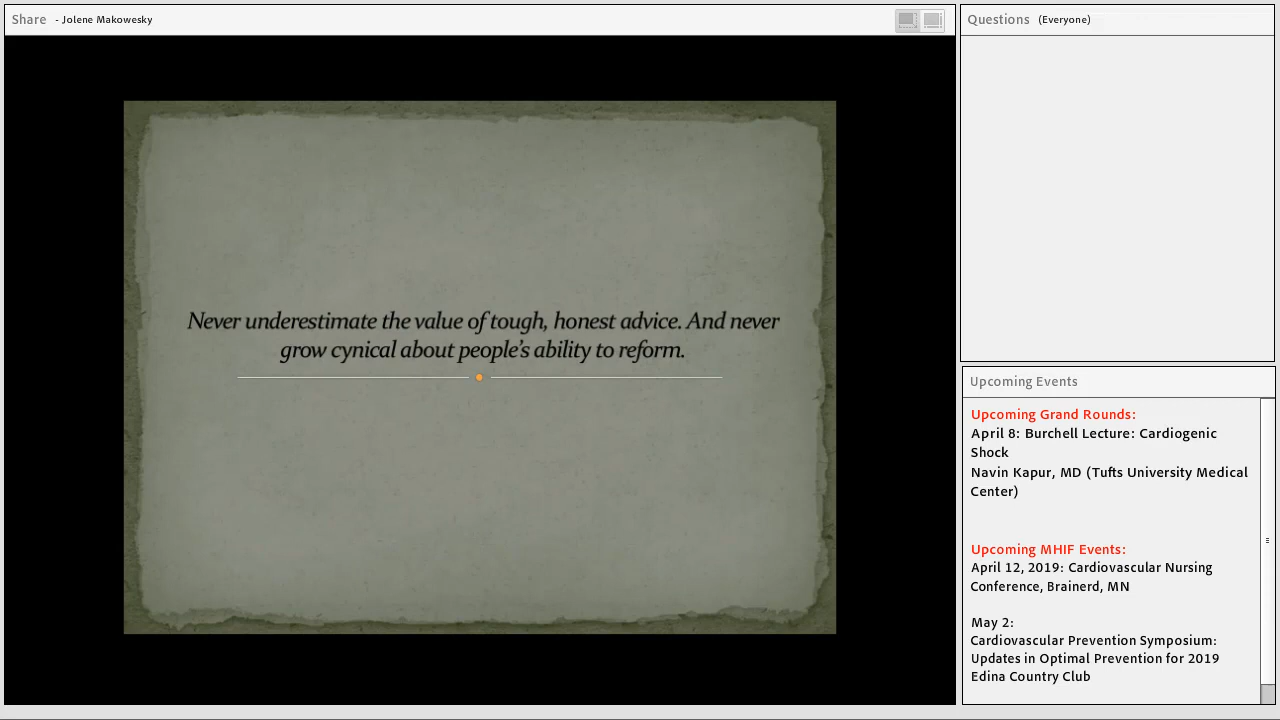 Share - Jolene Makowesky
Never underestimate the value of tough, honest advice. And never
grow cynical about people’s ability to reform.
Questions (Everyone)
Upcoming Events
Upcoming Grand Rounds:
April 8: Burchell Lecture: Cardiogenic
Shock
Navin Kapur, MD (Tufts University Medical
Center)
Upcoming MHIF Events:
April 12, 2019: Cardiovascular Nursing
Conference, Brainerd, MN
May 2:
Cardiovascular Prevention Symposium:
Updates in Optimal Prevention for 2019
Edina Country Club